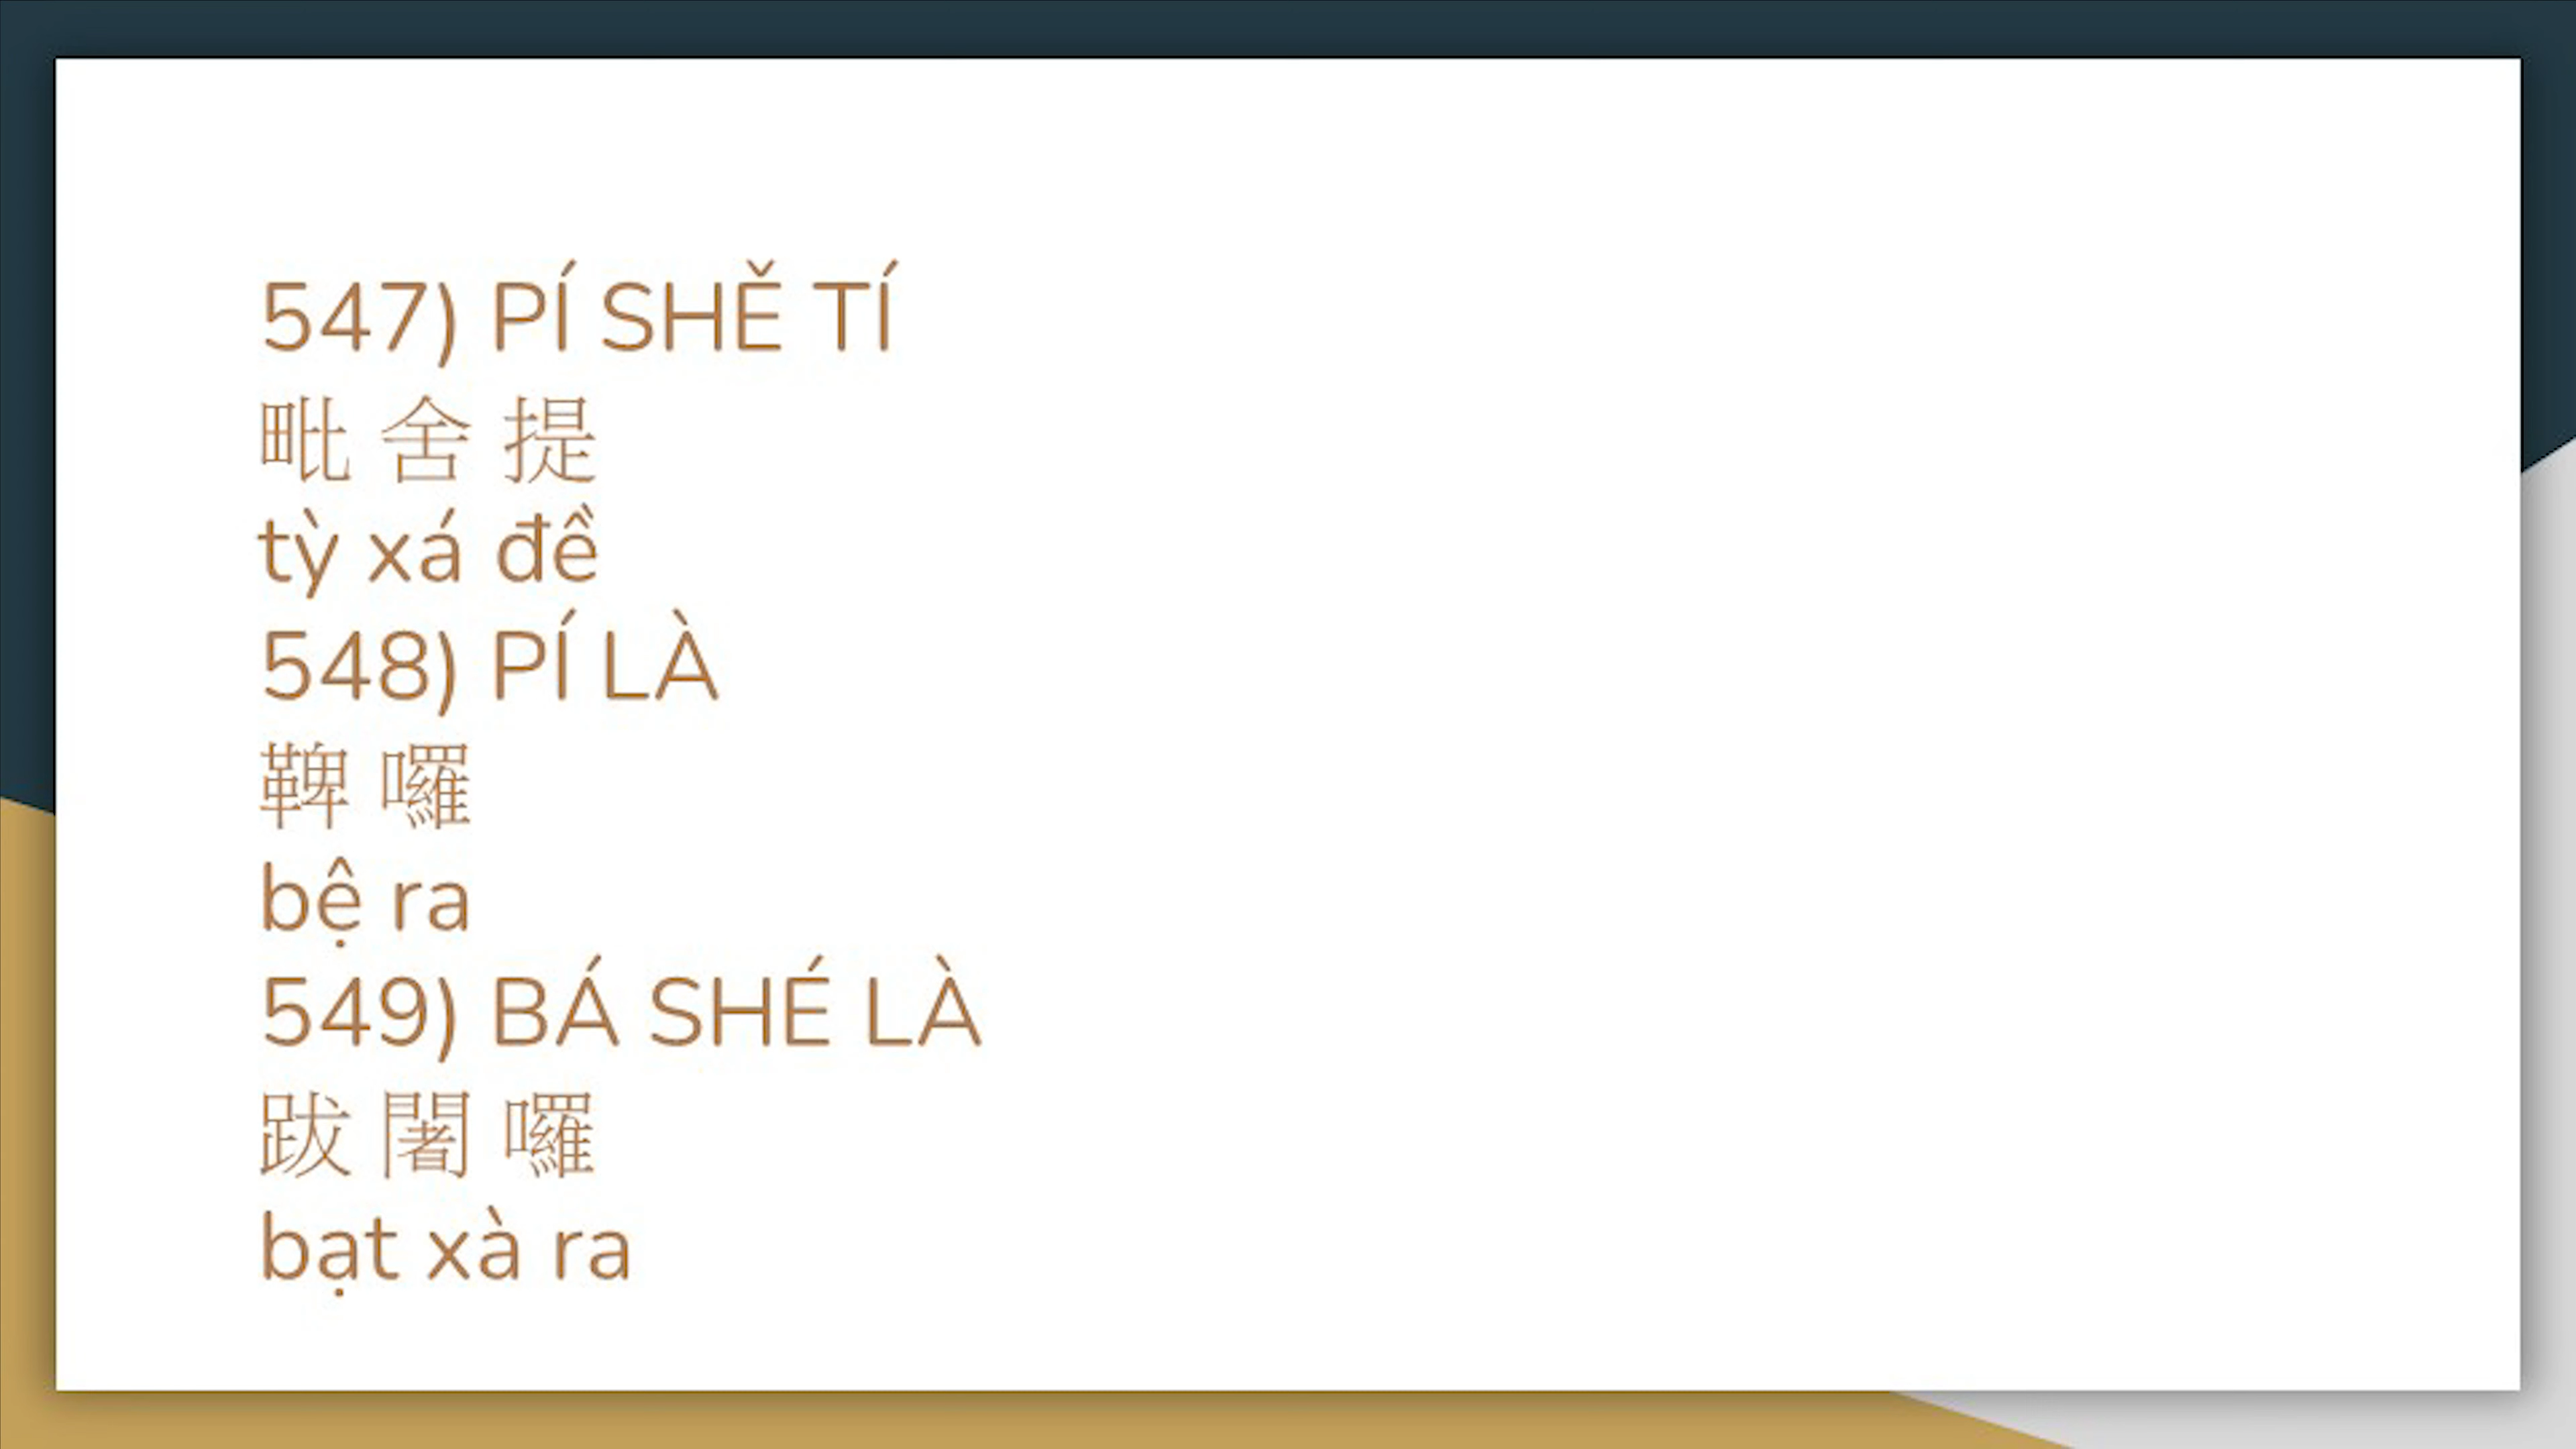 547) PÍ SHĚ TÍ
毗 舍 提
tỳ xá đề
548) PÍ LÀ
鞞 囉
bệ ra
549) BÁ SHÉ LÀ
跋 闍 囉
bạt xà ra